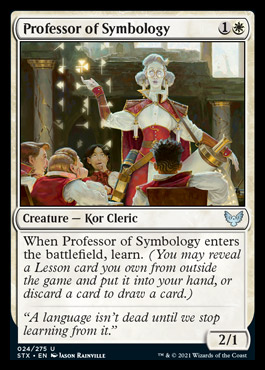 Professor of Symbology 1
Creature — Kor Cleric
When Professor of Symbology enters
the battlefield, learn. (You may reveal
a Lesson card you own from outside
the game and put it into your hand, or
discard a card to draw a card.)
“A language isn’t dead until we stop
learning from it.”
2/1
024/275 U
STX • EN JASON RAINVILLE ™ & © 2021 Wizards of the Coast